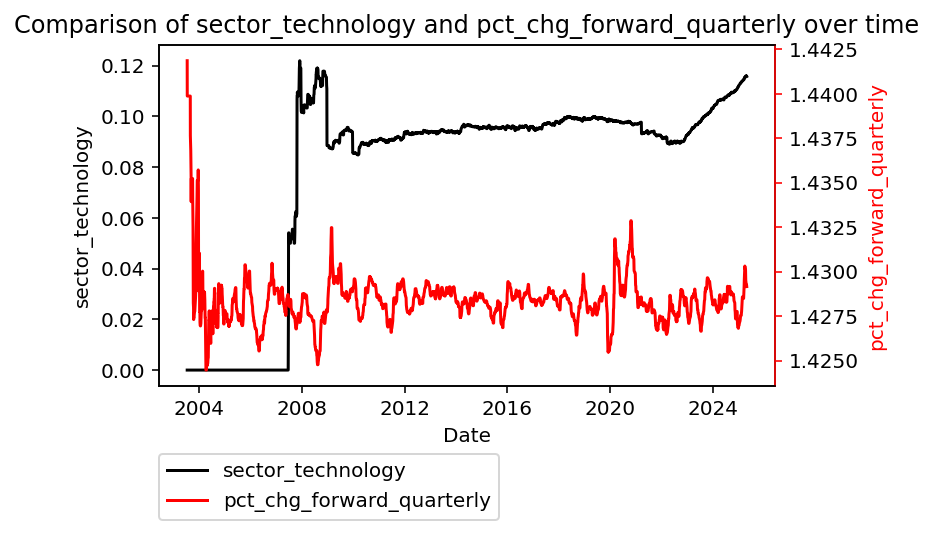 Comparison of sector_technology and pct_chg_forward_quarterly over time
0.12
0.10
0.08
0.06
0.04
0.02
0.00
sector_technology
1.4425
1.4400
1.4375
1.4350
1.4325
1.4300
1.4275
1.4250
pct_chg_forward_quarterly
2004 2008 2012 2016 2020 2024
Date
sector_technology
pct_chg_forward_quarterly